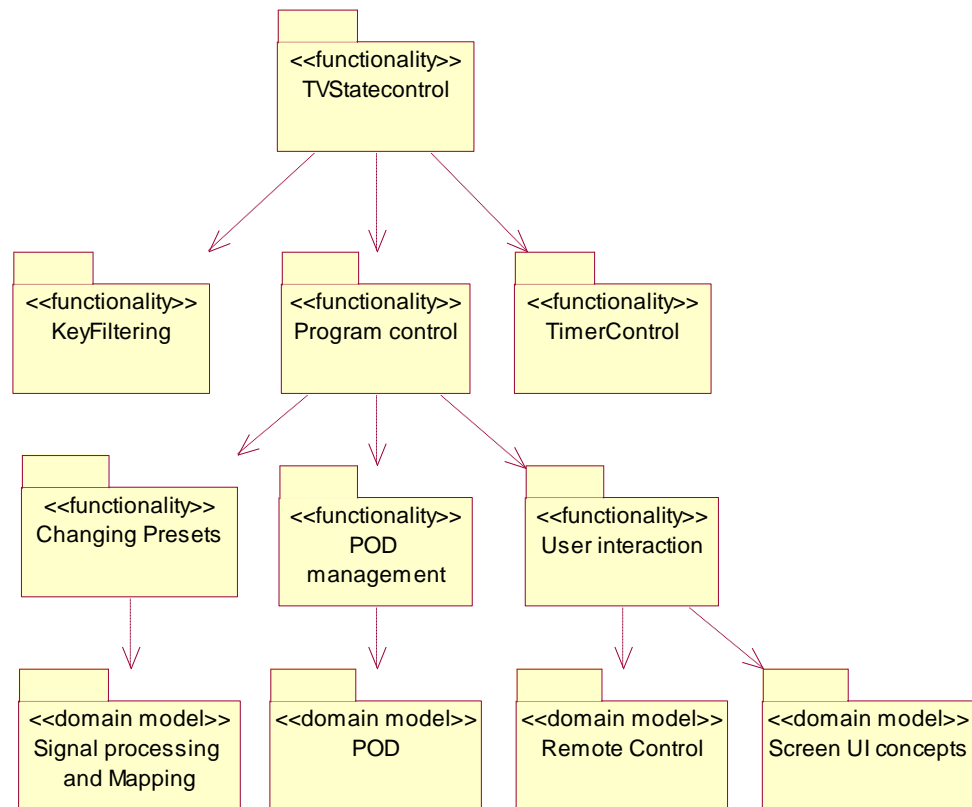 <<functionality>>
TVStatecontrol
<<functionality>>
KeyFiltering
<<functionality>>
Program control
<<functionality>>
TimerControl
<<functionality>>
Changing Presets
<<functionality>>
POD
management
<<functionality>>
User interaction
<<domain model>>
Signal processing
and Mapping
<<domain model>>
POD
<<domain model>>
Remote Control
<<domain model>>
Screen UI concepts